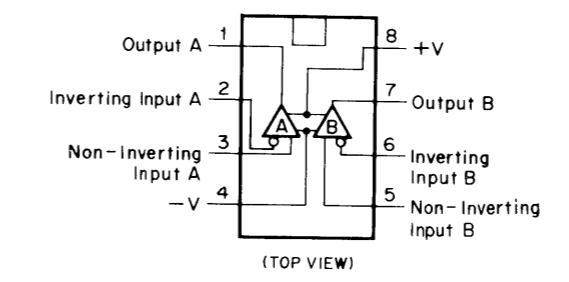 1
Output A
8
+V
2
Inverting Input A
7
Output B
A
B
3
Non-Inverting
Input A
6
Inverting
Input B
4
-V
5
Non-Inverting
Input B
(TOP VIEW)